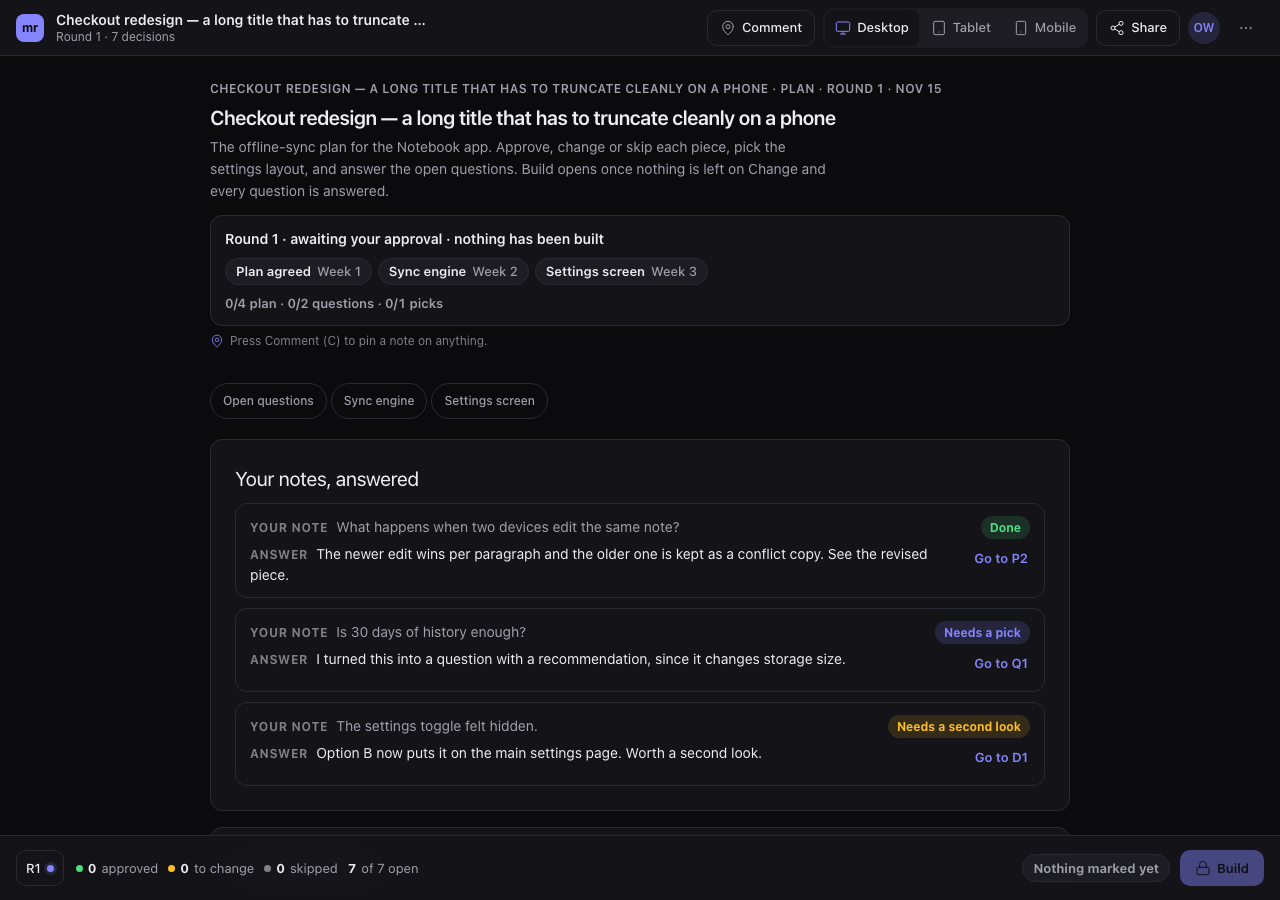 mr
Checkout redesign — a long title that has to truncate ...
Round 1 · 7 decisions
Comment
Desktop
Tablet
Mobile
Share
OW
CHECKOUT REDESIGN — A LONG TITLE THAT HAS TO TRUNCATE CLEANLY ON A PHONE · PLAN · ROUND 1 · NOV 15
Checkout redesign — a long title that has to truncate cleanly on a phone
The offline-sync plan for the Notebook app. Approve, change or skip each piece, pick the
settings layout, and answer the open questions. Build opens once nothing is left on Change and
every question is answered.
Round 1 · awaiting your approval · nothing has been built
Plan agreed Week 1
Sync engine Week 2
Settings screen Week 3
0/4 plan · 0/2 questions · 0/1 picks
Press Comment (C) to pin a note on anything.
Open questions
Sync engine
Settings screen
Your notes, answered
YOUR NOTE What happens when two devices edit the same note?
Done
ANSWER The newer edit wins per paragraph and the older one is kept as a conflict copy. See the revised
piece.
Go to P2
YOUR NOTE Is 30 days of history enough?
Needs a pick
ANSWER I turned this into a question with a recommendation, since it changes storage size.
Go to Q1
YOUR NOTE The settings toggle felt hidden.
Needs a second look
ANSWER Option B now puts it on the main settings page. Worth a second look.
Go to D1
R1
0 approved
0 to change
0 skipped
7 of 7 open
Nothing marked yet
Build